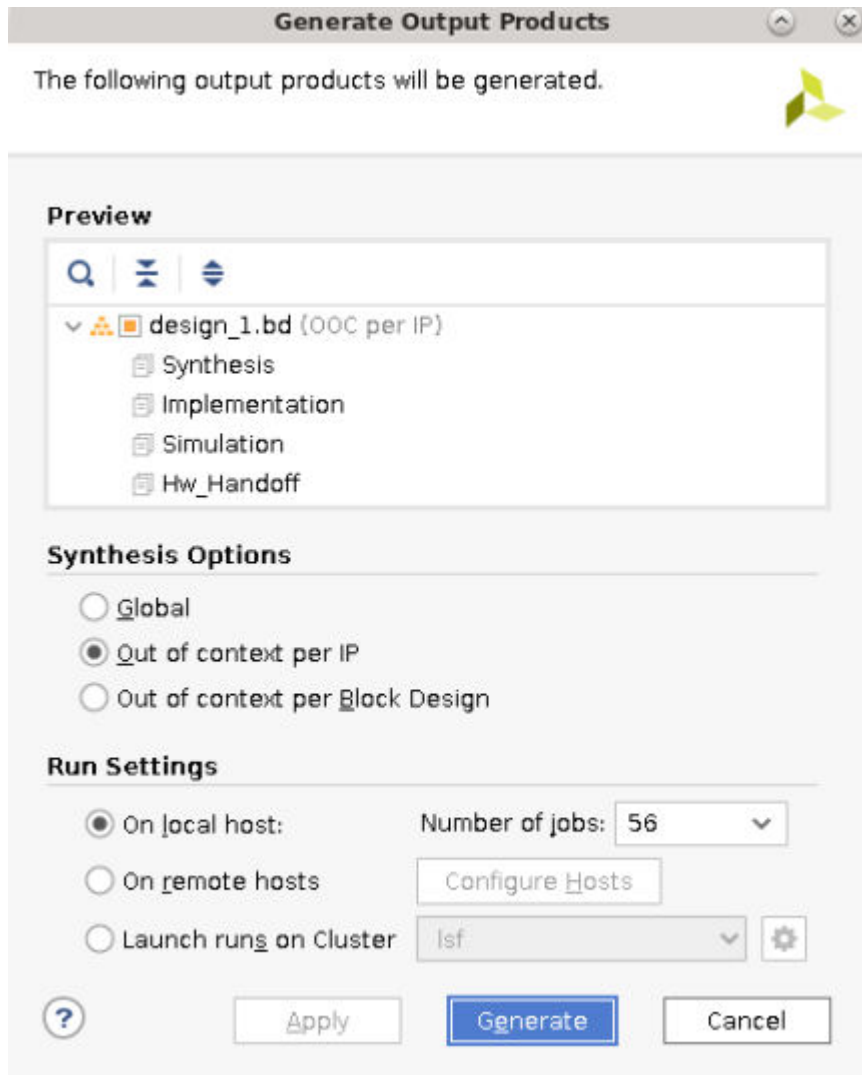 Generate Output Products
The following output products will be generated.
Preview
design_1.bd (OOC per IP)
Synthesis
Implementation
Simulation
Hw_Handoff
Synthesis Options
Global
Out of context per IP
Out of context per Block Design
Run Settings
On local host: Number of jobs: 56
On remote hosts Configure Hosts
Launch runs on Cluster lsf
? Apply Generate Cancel